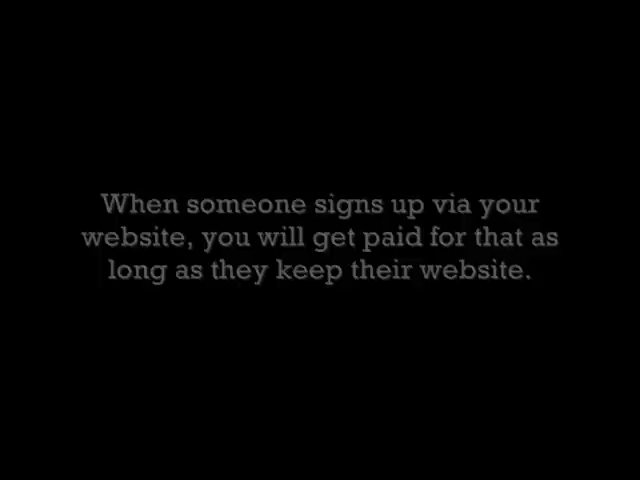 When someone signs up via your
website, you will get paid for that as
long as they keep their website.